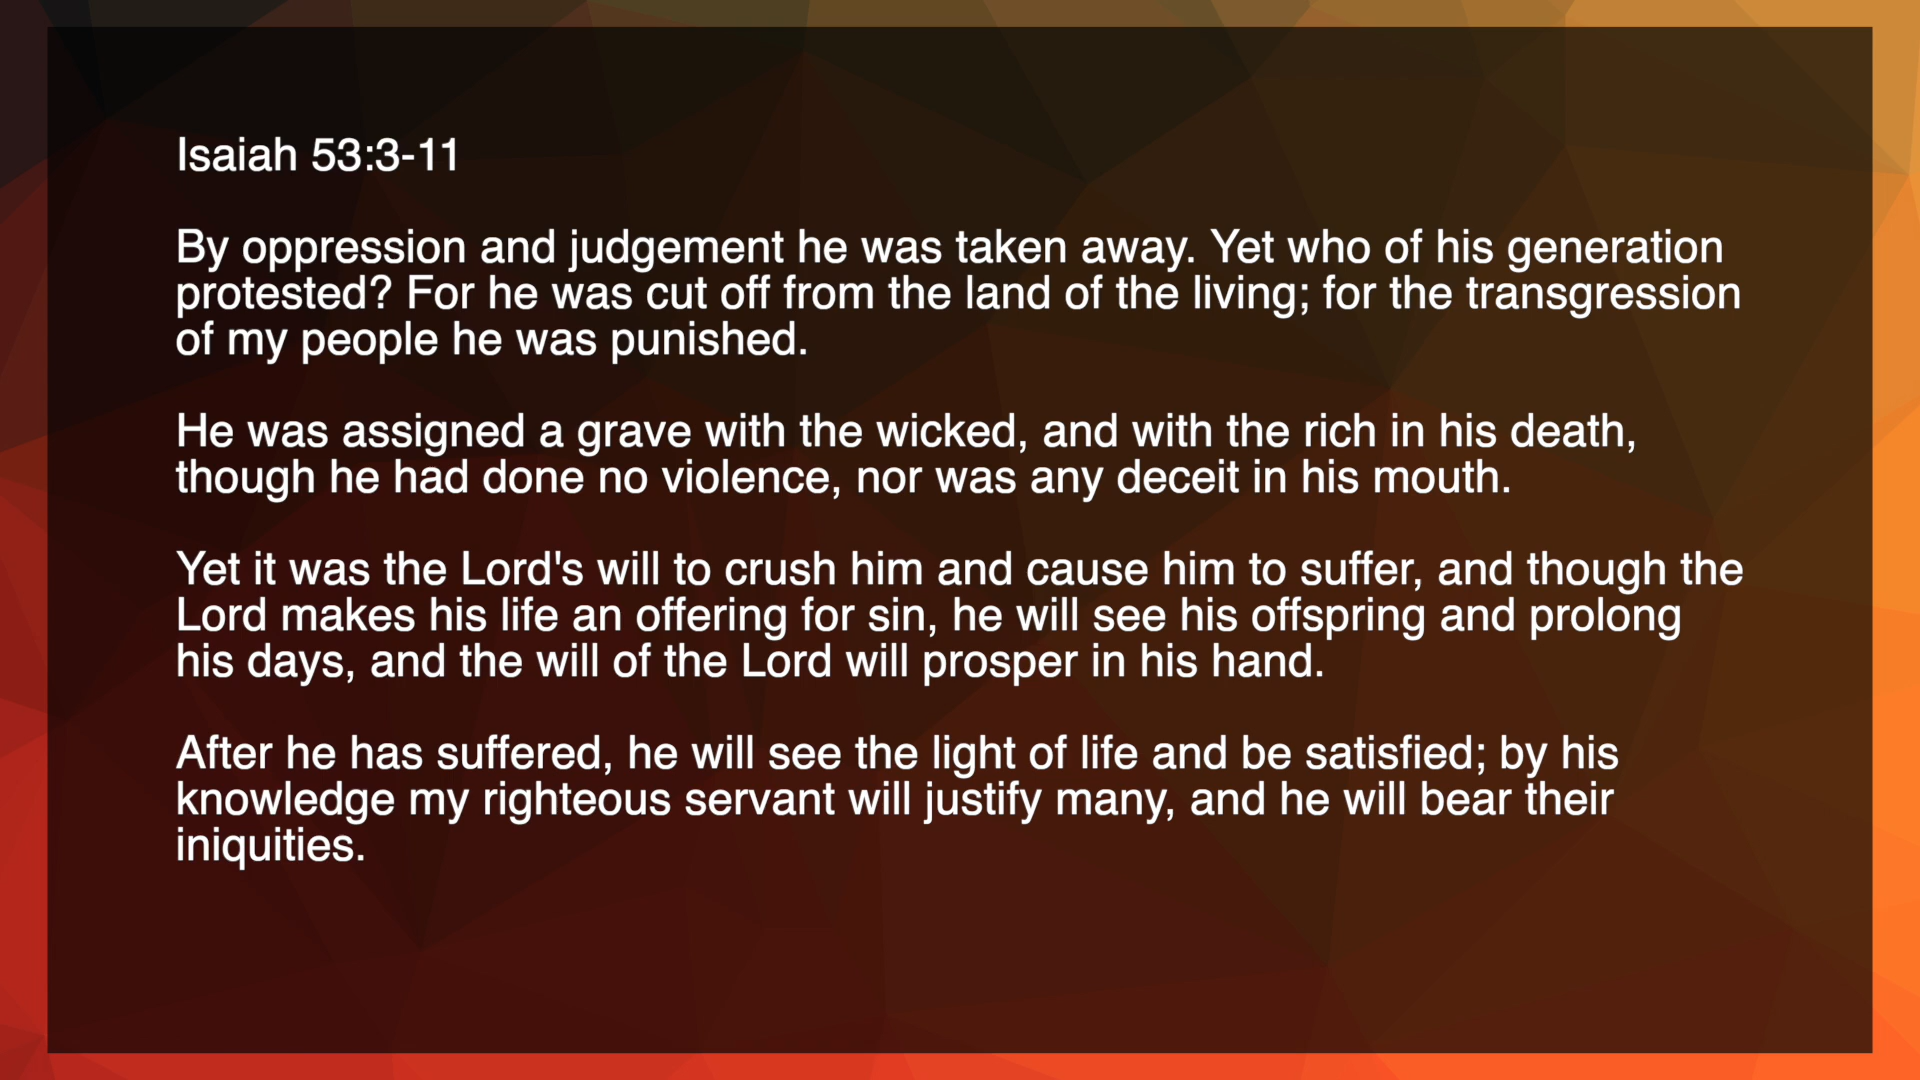 Isaiah 53:3-11
By oppression and judgement he was taken away. Yet who of his generation
protested? For he was cut off from the land of the living; for the transgression
of my people he was punished.
He was assigned a grave with the wicked, and with the rich in his death,
though he had done no violence, nor was any deceit in his mouth.
Yet it was the Lord's will to crush him and cause him to suffer, and though the
Lord makes his life an offering for sin, he will see his offspring and prolong
his days, and the will of the Lord will prosper in his hand.
After he has suffered, he will see the light of life and be satisfied; by his
knowledge my righteous servant will justify many, and he will bear their
iniquities.